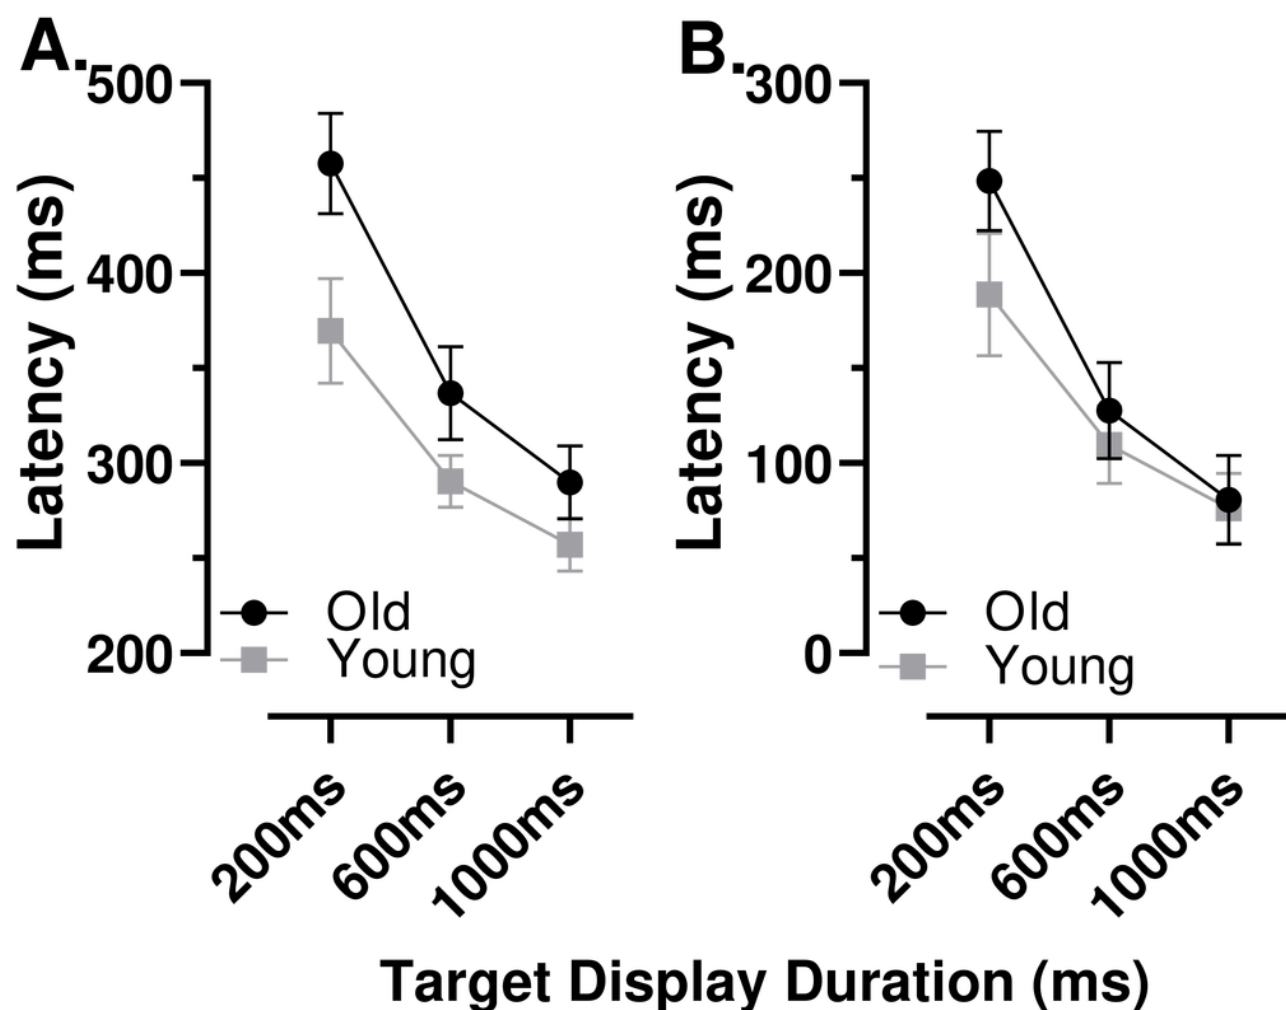 A.
500
400
300
200
Latency (ms)
Old
Young
200ms
600ms
1000ms
B.
300
200
100
0
Latency (ms)
Old
Young
200ms
600ms
1000ms
Target Display Duration (ms)